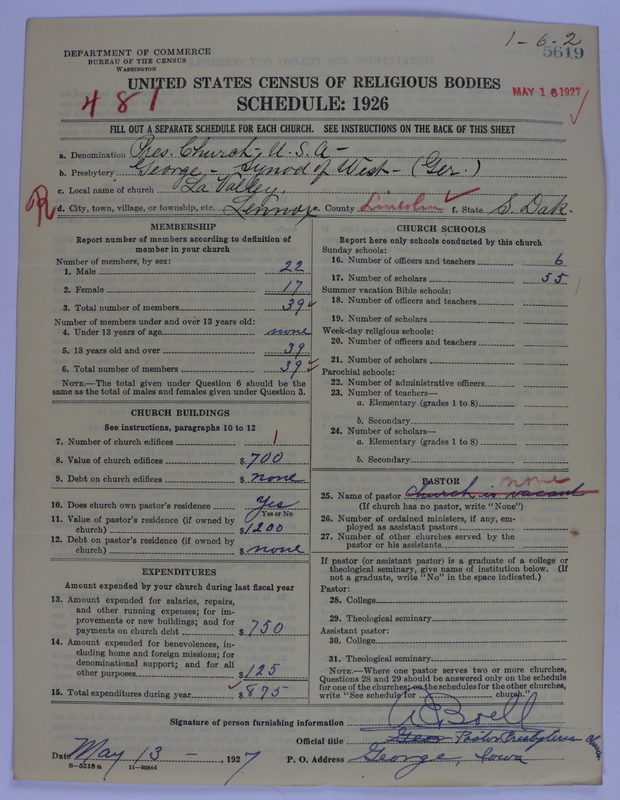 1-6-2
5619
DEPARTMENT OF COMMERCE
BUREAU OF THE CENSUS
WASHINGTON
UNITED STATES CENSUS OF RELIGIOUS BODIES
SCHEDULE: 1926
MAY 16 1927
481
FILL OUT A SEPARATE SCHEDULE FOR EACH CHURCH. SEE INSTRUCTIONS ON THE BACK OF THIS SHEET
a. Denomination Pres. Church - U.S.A -
b. Presbytery George - Synod of West - (Ger.)
c. Local name of church La Valley.
R d. City, town, village, or township, etc. Lennox e. County Lincoln f. State S. Dak.
MEMBERSHIP
Report number of members according to definition of
member in your church
Number of members, by sex:
1. Male 22
2. Female 17
3. Total number of members 39
Number of members under and over 13 years old:
4. Under 13 years of age none
5. 13 years old and over 39
6. Total number of members 39
NOTE.—The total given under Question 6 should be the
same as the total of males and females given under Question 3.
CHURCH BUILDINGS
See instructions, paragraphs 10 to 12
7. Number of church edifices 1
8. Value of church edifices $700
9. Debt on church edifices $none
10. Does church own pastor's residence Yes
Yes or No
11. Value of pastor's residence (if owned by
church) $1200
12. Debt on pastor's residence (if owned by
church) $none
EXPENDITURES
Amount expended by your church during last fiscal year
13. Amount expended for salaries, repairs,
and other running expenses; for im-
provements or new buildings; and for
payments on church debt $750
14. Amount expended for benevolences, in-
cluding home and foreign missions; for
denominational support; and for all
other purposes $125
15. Total expenditures during year $875
CHURCH SCHOOLS
Report here only schools conducted by this church
Sunday schools:
16. Number of officers and teachers 6
17. Number of scholars 55
Summer vacation Bible schools:
18. Number of officers and teachers
19. Number of scholars
Week-day religious schools:
20. Number of officers and teachers
21. Number of scholars
Parochial schools:
22. Number of administrative officers
23. Number of teachers—
a. Elementary (grades 1 to 8)
b. Secondary
24. Number of scholars—
a. Elementary (grades 1 to 8)
b. Secondary
PASTOR none
25. Name of pastor church is vacant
(If church has no pastor, write "None")
26. Number of ordained ministers, if any, em-
ployed as assistant pastors
27. Number of other churches served by the
pastor or his assistants
If pastor (or assistant pastor) is a graduate of a college or
theological seminary, give name of institution below. (If
not a graduate, write "No" in the space indicated.)
Pastor:
28. College
29. Theological seminary
Assistant pastor:
30. College
31. Theological seminary
NOTE.—Where one pastor serves two or more churches,
Questions 28 and 29 should be answered only on the schedule
for one of the churches; on the schedules for the other churches,
write "See schedule for church."
Signature of person furnishing information Boell
Official title Pastor Presbyterian Church
Date May 13 - , 1927 P. O. Address George, Iowa
8-5518a 11-